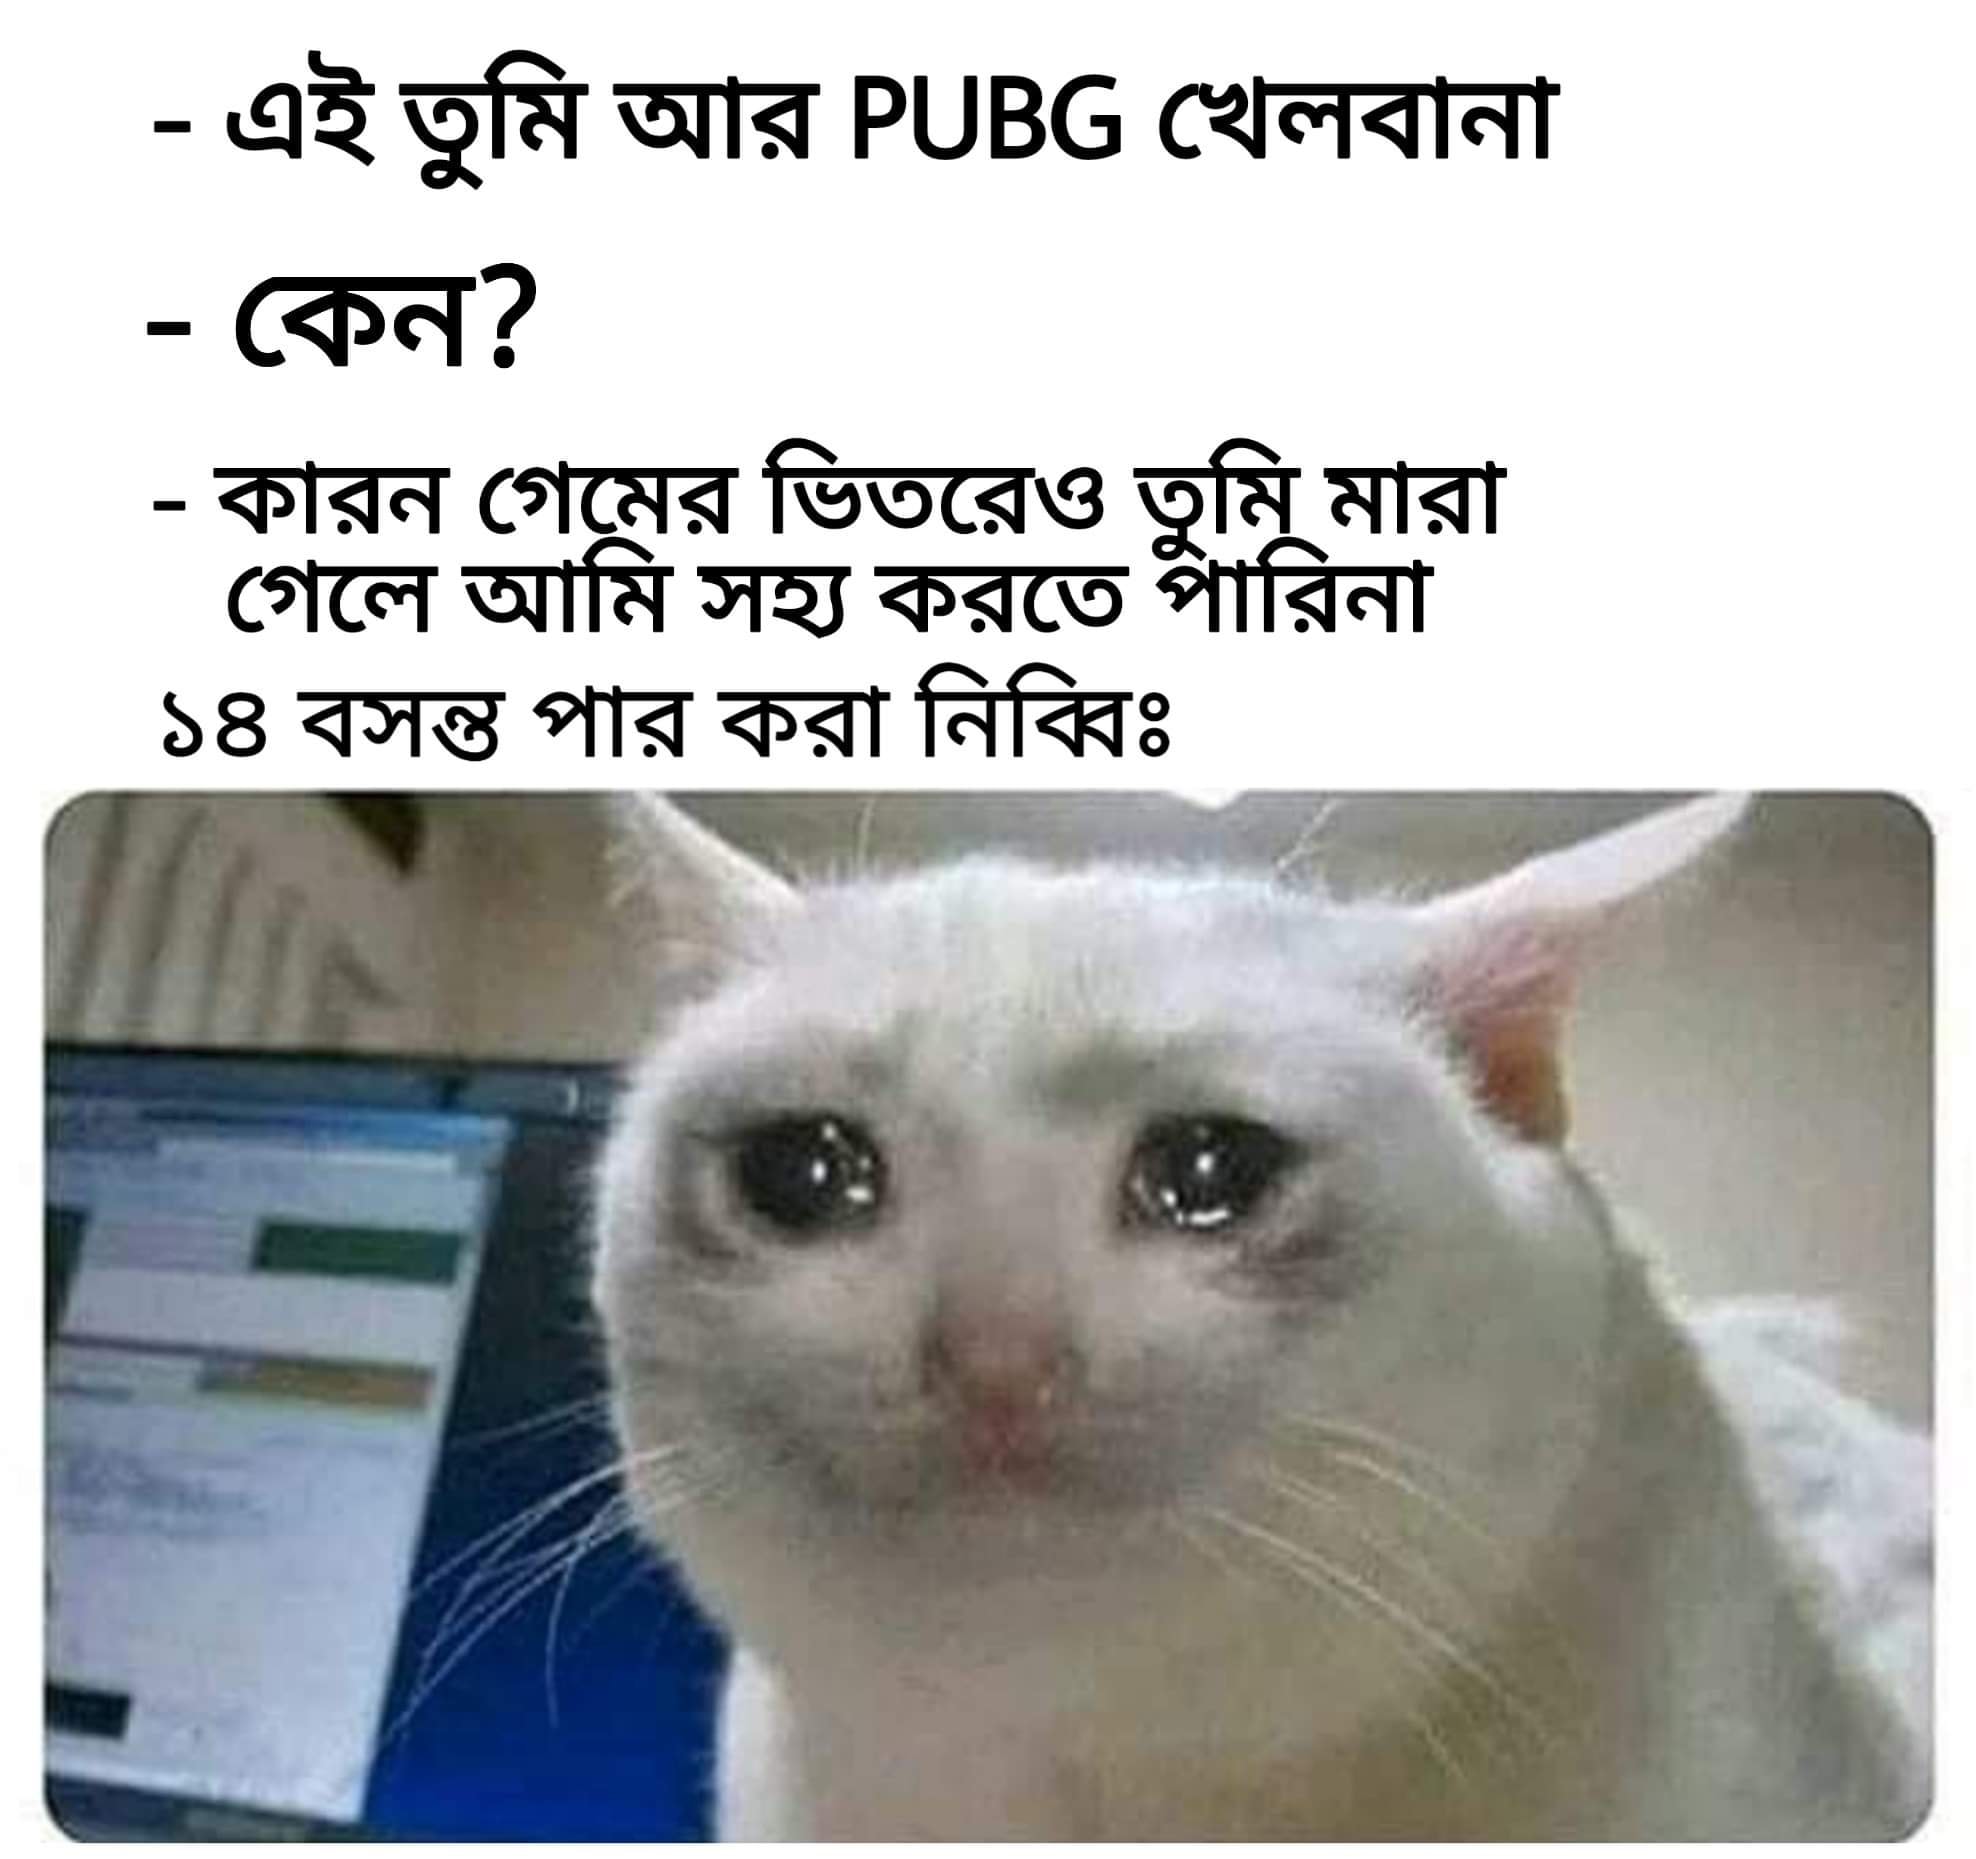 - এই তুমি আর PUBG খেলবানা
- কেন?
- কারন গেমের ভিতরেও তুমি মারা
গেলে আমি সহ্য করতে পারিনা
১৪ বসন্ত পার করা নিব্বিঃ